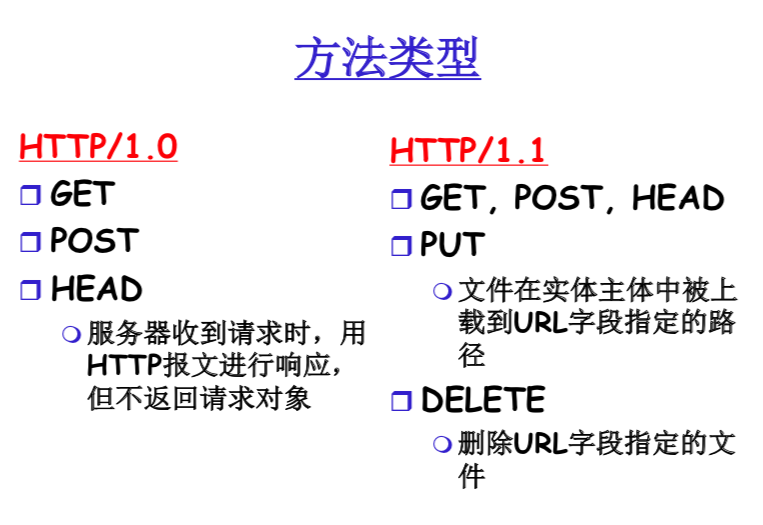 方法类型
HTTP/1.0
GET
POST
HEAD
服务器收到请求时，用
HTTP报文进行响应，
但不返回请求对象
HTTP/1.1
GET, POST, HEAD
PUT
文件在实体主体中被上
载到URL字段指定的路
径
DELETE
删除URL字段指定的文
件